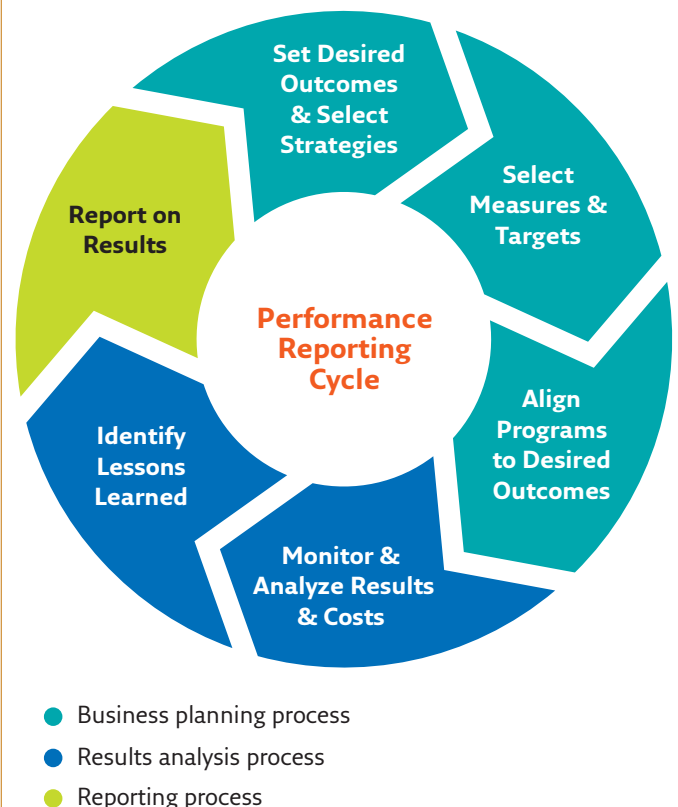 Set Desired
Outcomes
& Select
Strategies
Select
Measures &
Targets
Align
Programs
to Desired
Outcomes
Monitor &
Analyze Results
& Costs
Identify
Lessons
Learned
Report on
Results
Performance
Reporting
Cycle
Business planning process
Results analysis process
Reporting process